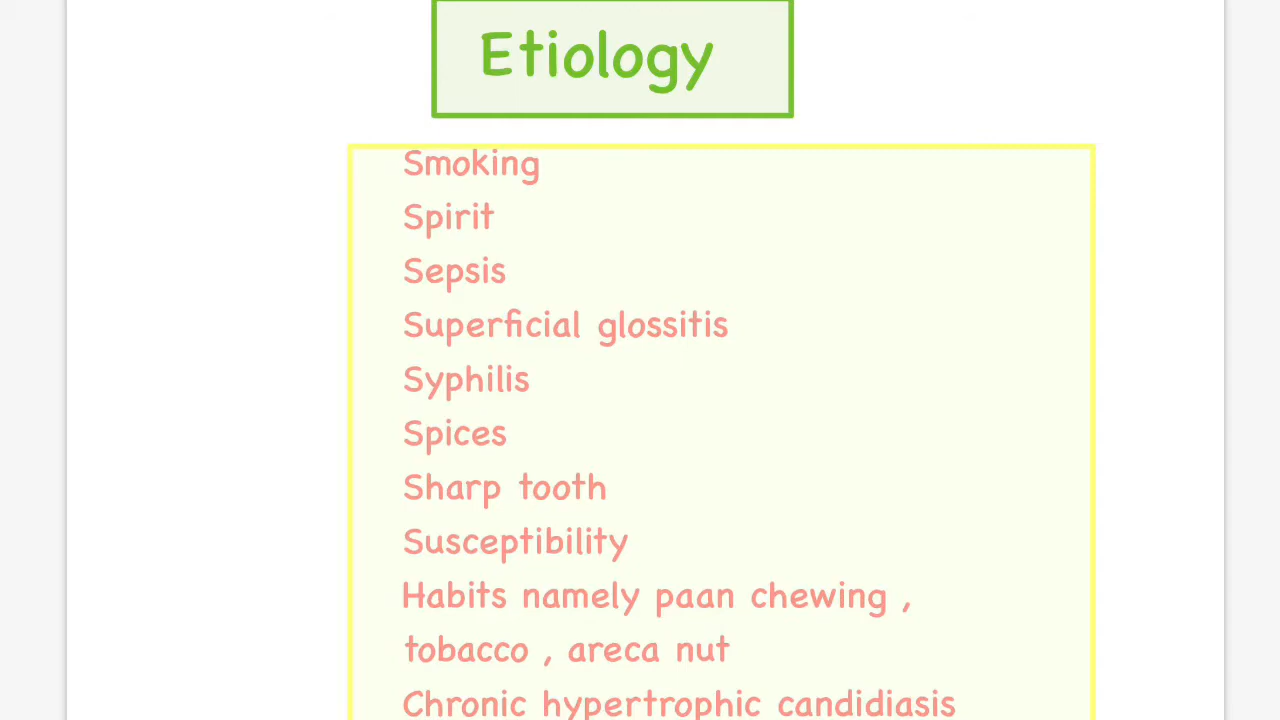 Etiology
Smoking
Spirit
Sepsis
Superficial glossitis
Syphilis
Spices
Sharp tooth
Susceptibility
Habits namely paan chewing ,
tobacco , areca nut
Chronic hypertrophic candidiasis